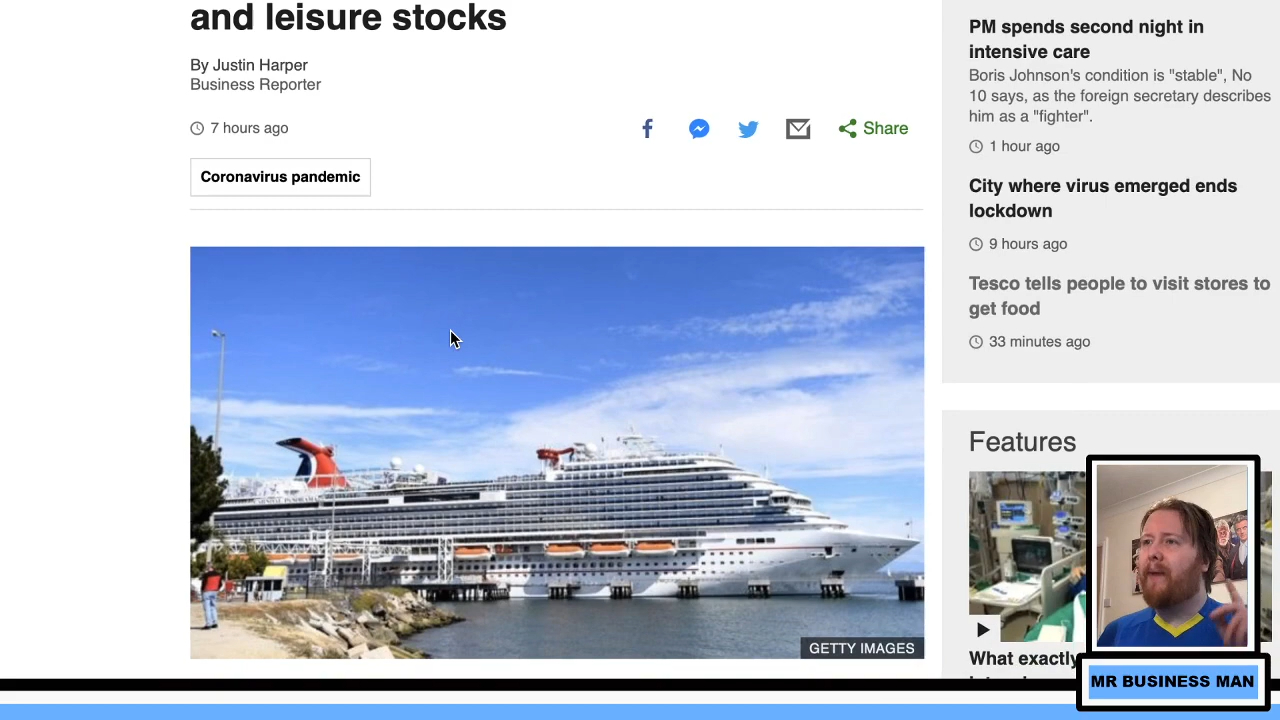 and leisure stocks
By Justin Harper
Business Reporter
7 hours ago
Share
Coronavirus pandemic
GETTY IMAGES
PM spends second night in
intensive care
Boris Johnson's condition is "stable", No
10 says, as the foreign secretary describes
him as a "fighter".
1 hour ago
City where virus emerged ends
lockdown
9 hours ago
Tesco tells people to visit stores to
get food
33 minutes ago
Features
What exactly
MR BUSINESS MAN